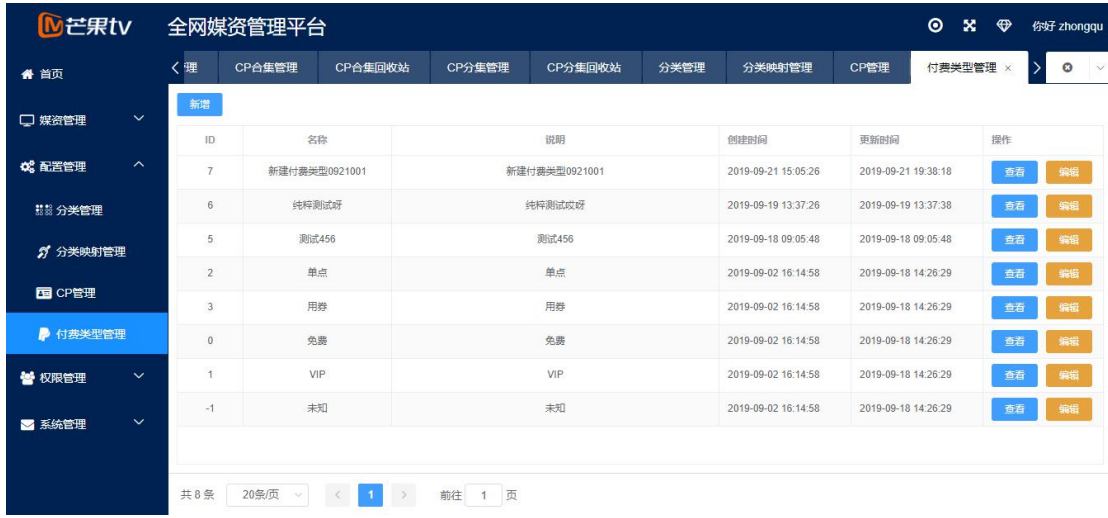 芒果tv 全网媒资管理平台 你好 zhongqu
首页
媒资管理
配置管理
分类管理
分类映射管理
CP管理
付费类型管理
权限管理
系统管理
理 CP合集管理 CP合集回收站 CP分集管理 CP分集回收站 分类管理 分类映射管理 CP管理 付费类型管理 ×
新增
ID 名称 说明 创建时间 更新时间 操作
7 新建付费类型0921001 新建付费类型0921001 2019-09-21 15:05:26 2019-09-21 19:38:18 查看 编辑
6 纯粹测试呀 纯粹测试哎呀 2019-09-19 13:37:26 2019-09-19 13:37:38 查看 编辑
5 测试456 测试456 2019-09-18 09:05:48 2019-09-18 09:05:48 查看 编辑
2 单点 单点 2019-09-02 16:14:58 2019-09-18 14:26:29 查看 编辑
3 用券 用券 2019-09-02 16:14:58 2019-09-18 14:26:29 查看 编辑
0 免费 免费 2019-09-02 16:14:58 2019-09-18 14:26:29 查看 编辑
1 VIP VIP 2019-09-02 16:14:58 2019-09-18 14:26:29 查看 编辑
-1 未知 未知 2019-09-02 16:14:58 2019-09-18 14:26:29 查看 编辑
共 8 条 20条/页 < 1 > 前往 1 页